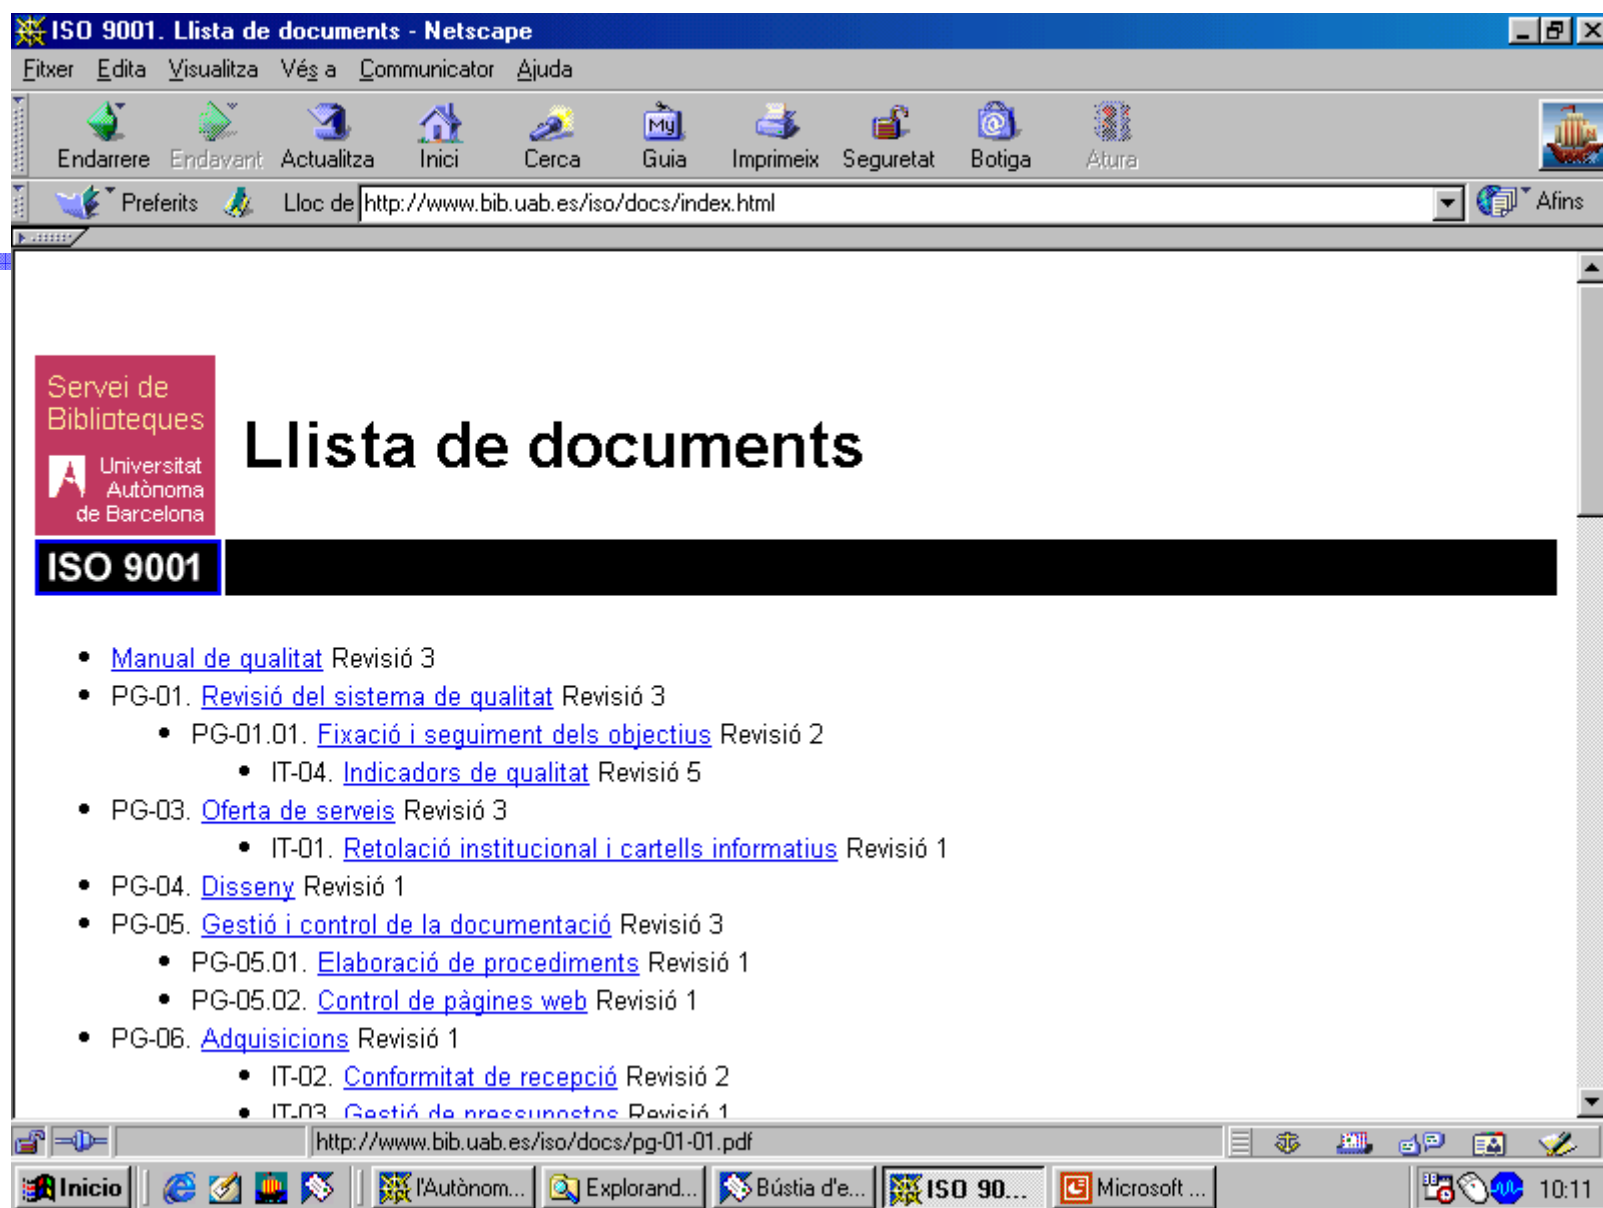 ISO 9001. Llista de documents - Netscape
Fitxer Edita Visualitza Vés a Communicator Ajuda
My
Endarrere Endavant Actualitza Inici Cerca Guia Imprimeix Seguretat Botiga Atura
Preferits Lloc de http://www.bib.uab.es/iso/docs/index.html Afins
Servei de
Biblioteques
Universitat
Autònoma
de Barcelona
Llista de documents
ISO 9001
Manual de qualitat Revisió 3
PG-01. Revisió del sistema de qualitat Revisió 3
PG-01.01. Fixació i seguiment dels objectius Revisió 2
IT-04. Indicadors de qualitat Revisió 5
PG-03. Oferta de serveis Revisió 3
IT-01. Retolació institucional i cartells informatius Revisió 1
PG-04. Disseny Revisió 1
PG-05. Gestió i control de la documentació Revisió 3
PG-05.01. Elaboració de procediments Revisió 1
PG-05.02. Control de pàgines web Revisió 1
PG-06. Adquisicions Revisió 1
IT-02. Conformitat de recepció Revisió 2
IT-03. Gestió de pressupostos Revisió 1
http://www.bib.uab.es/iso/docs/pg-01-01.pdf
Inicio l'Autònom... Explorand... Bústia d'e... ISO 90... Microsoft ... 10:11